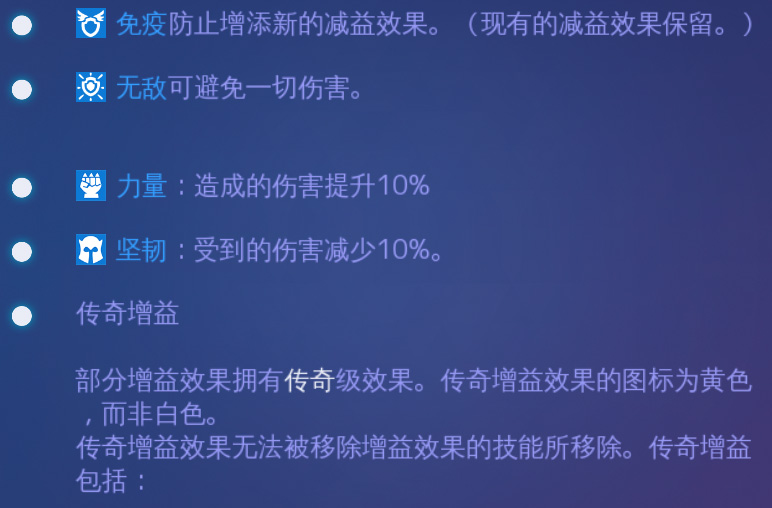 免疫防止增添新的减益效果。（现有的减益效果保留。）
无敌可避免一切伤害。
力量：造成的伤害提升10%
坚韧：受到的伤害减少10%。
传奇增益
部分增益效果拥有传奇级效果。传奇增益效果的图标为黄色
，而非白色。
传奇增益效果无法被移除增益效果的技能所移除。传奇增益
包括：